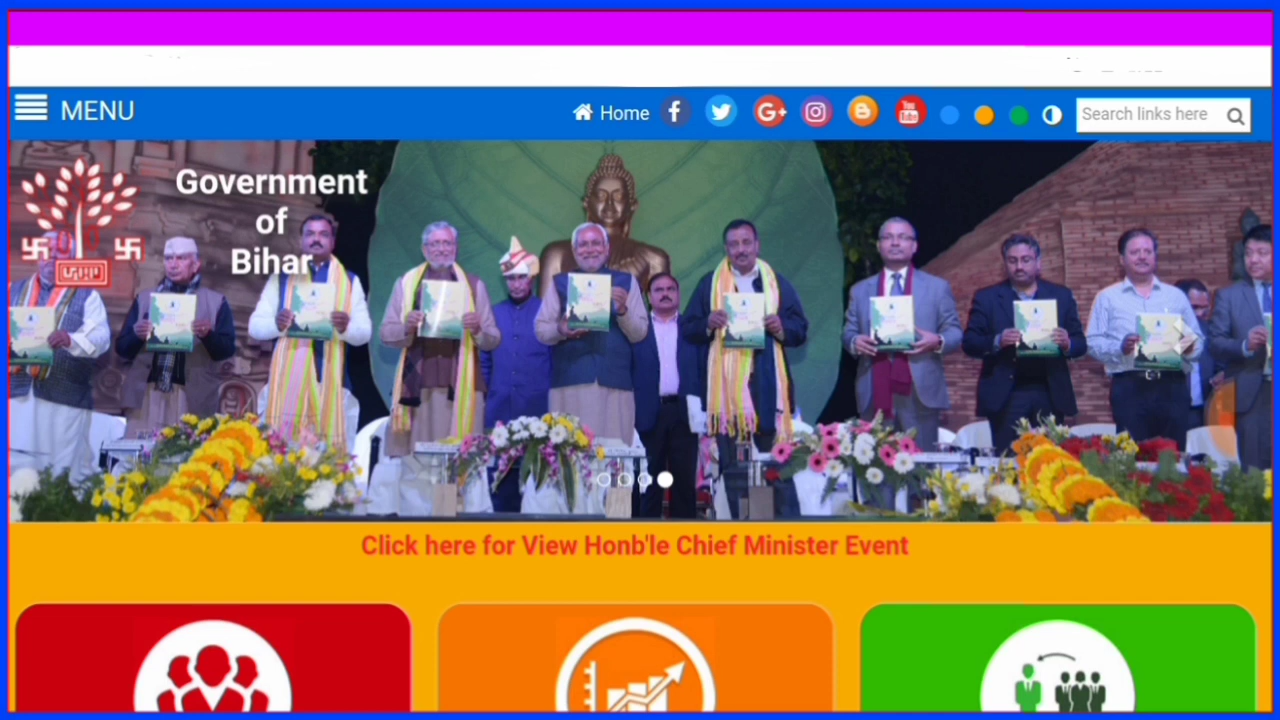 MENU
Home
Search links here
Government
of
Bihar
Click here for View Honb'le Chief Minister Event